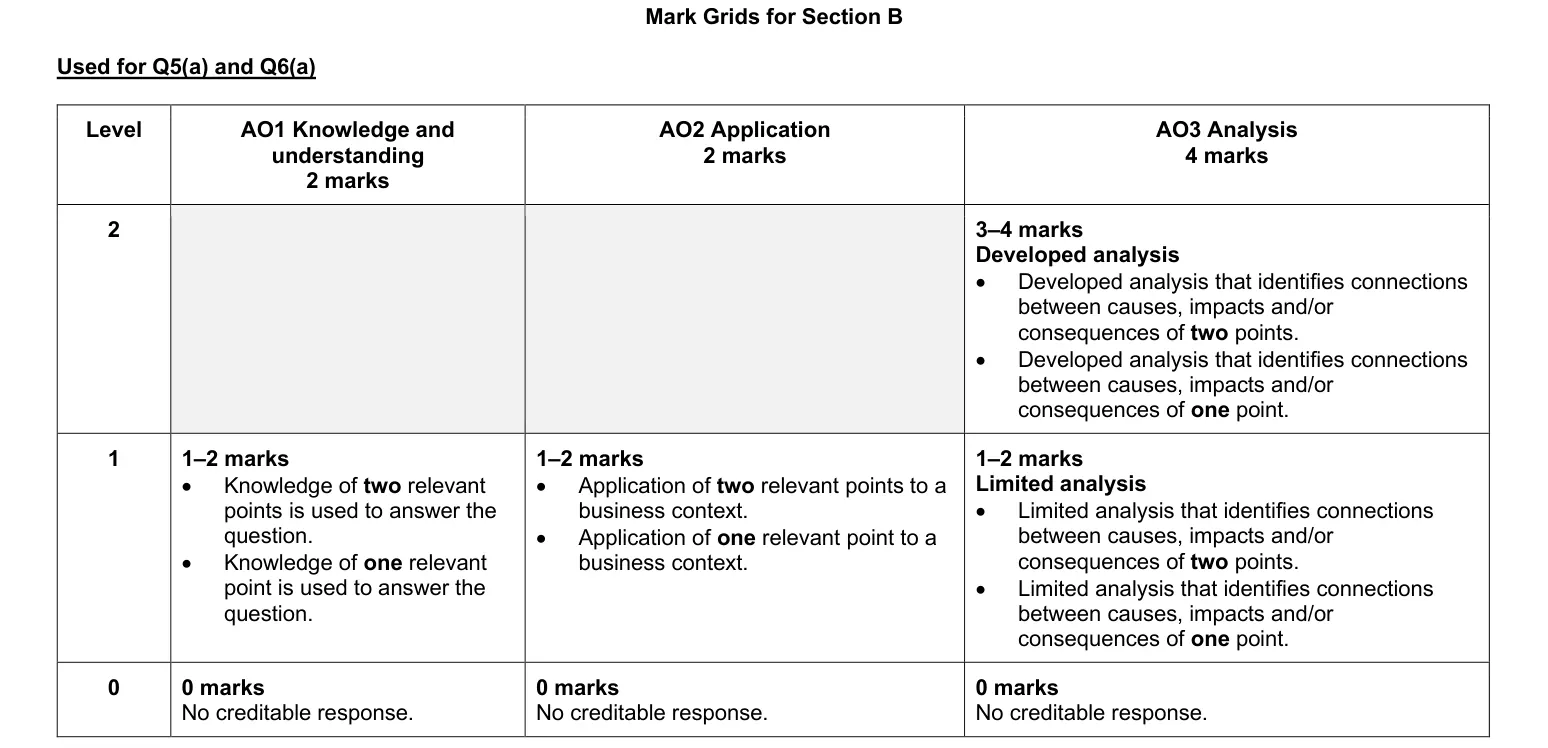 Mark Grids for Section B
Used for Q5(a) and Q6(a)
Level
AO1 Knowledge and
understanding
2 marks
AO2 Application
2 marks
AO3 Analysis
4 marks
2
3–4 marks
Developed analysis
• Developed analysis that identifies connections
between causes, impacts and/or
consequences of two points.
• Developed analysis that identifies connections
between causes, impacts and/or
consequences of one point.
1
1–2 marks
• Knowledge of two relevant
points is used to answer the
question.
• Knowledge of one relevant
point is used to answer the
question.
1–2 marks
• Application of two relevant points to a
business context.
• Application of one relevant point to a
business context.
1–2 marks
Limited analysis
• Limited analysis that identifies connections
between causes, impacts and/or
consequences of two points.
• Limited analysis that identifies connections
between causes, impacts and/or
consequences of one point.
0
0 marks
No creditable response.
0 marks
No creditable response.
0 marks
No creditable response.